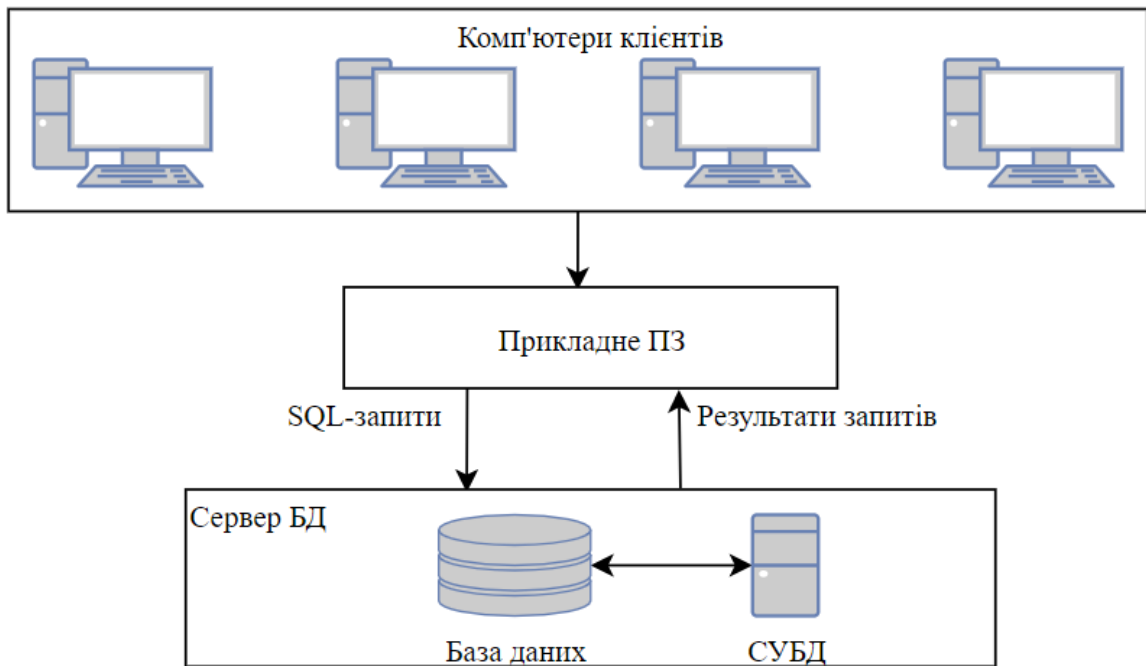 Комп'ютери клієнтів
Прикладне ПЗ
SQL-запити
Результати запитів
Сервер БД
База даних
СУБД